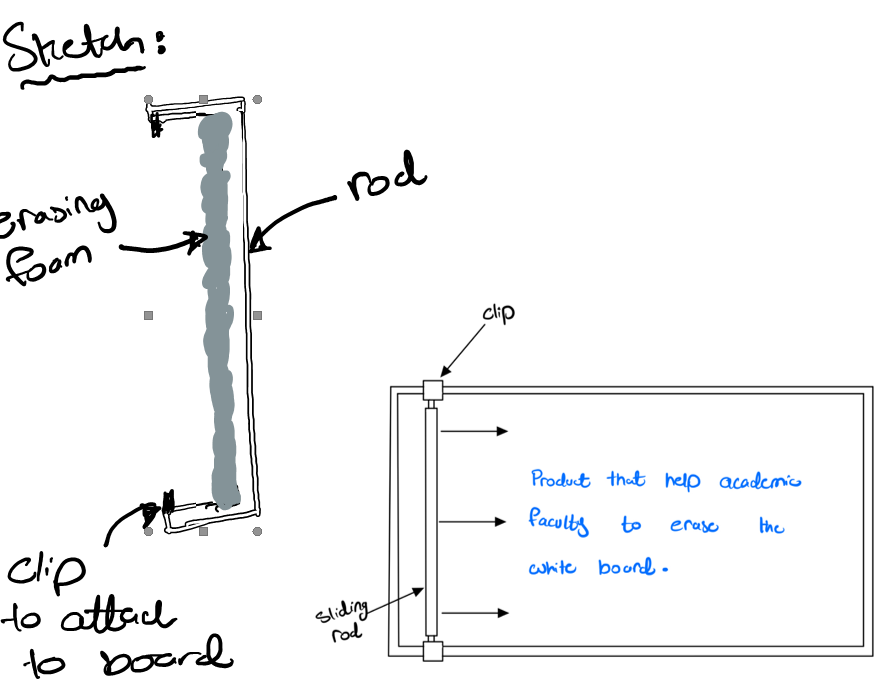 Sketch:
rod
erasing
foam
clip
to attach
to board
clip
Product that help academic
faculty to erase the
white board.
Sliding
rod